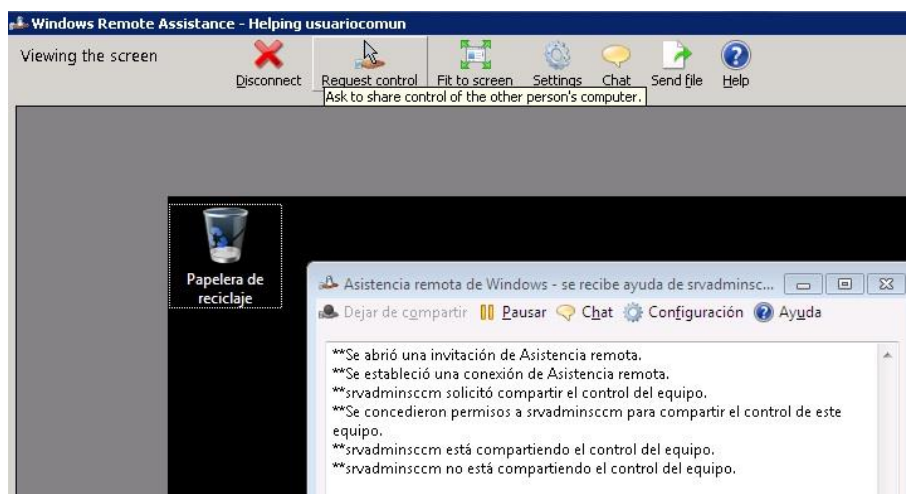 Windows Remote Assistance - Helping usuariocomun
Viewing the screen
Disconnect
Request control
Fit to screen
Settings
Chat
Send file
Help
Ask to share control of the other person's computer.
Papelera de
reciclaje
Asistencia remota de Windows - se recibe ayuda de srvadminsc...
Dejar de compartir
Pausar
Chat
Configuración
Ayuda
**Se abrió una invitación de Asistencia remota.
**Se estableció una conexión de Asistencia remota.
**srvadminsccm solicitó compartir el control del equipo.
**Se concedieron permisos a srvadminsccm para compartir el control de este
equipo.
**srvadminsccm está compartiendo el control del equipo.
**srvadminsccm no está compartiendo el control del equipo.